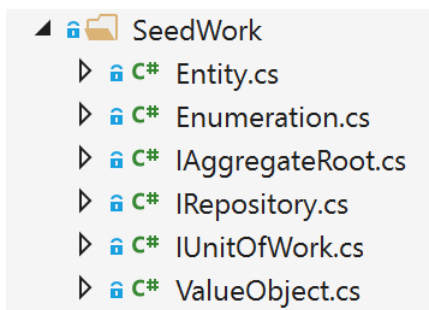 SeedWork
C# Entity.cs
C# Enumeration.cs
C# IAggregateRoot.cs
C# IRepository.cs
C# IUnitOfWork.cs
C# ValueObject.cs